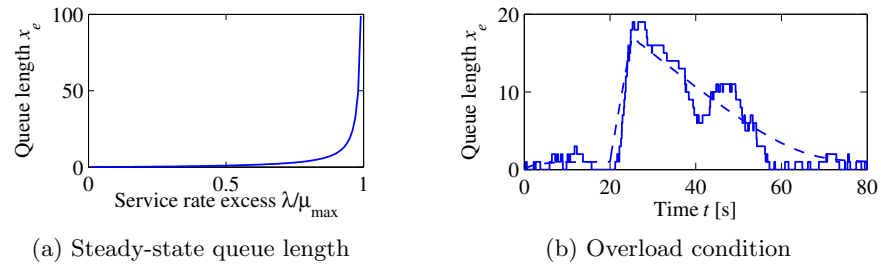 Queue length x_e
100
50
0
0
0.5
1
Service rate excess λ/μ_max
(a) Steady-state queue length
Queue length x_e
20
10
0
0
20
40
60
80
Time t [s]
(b) Overload condition